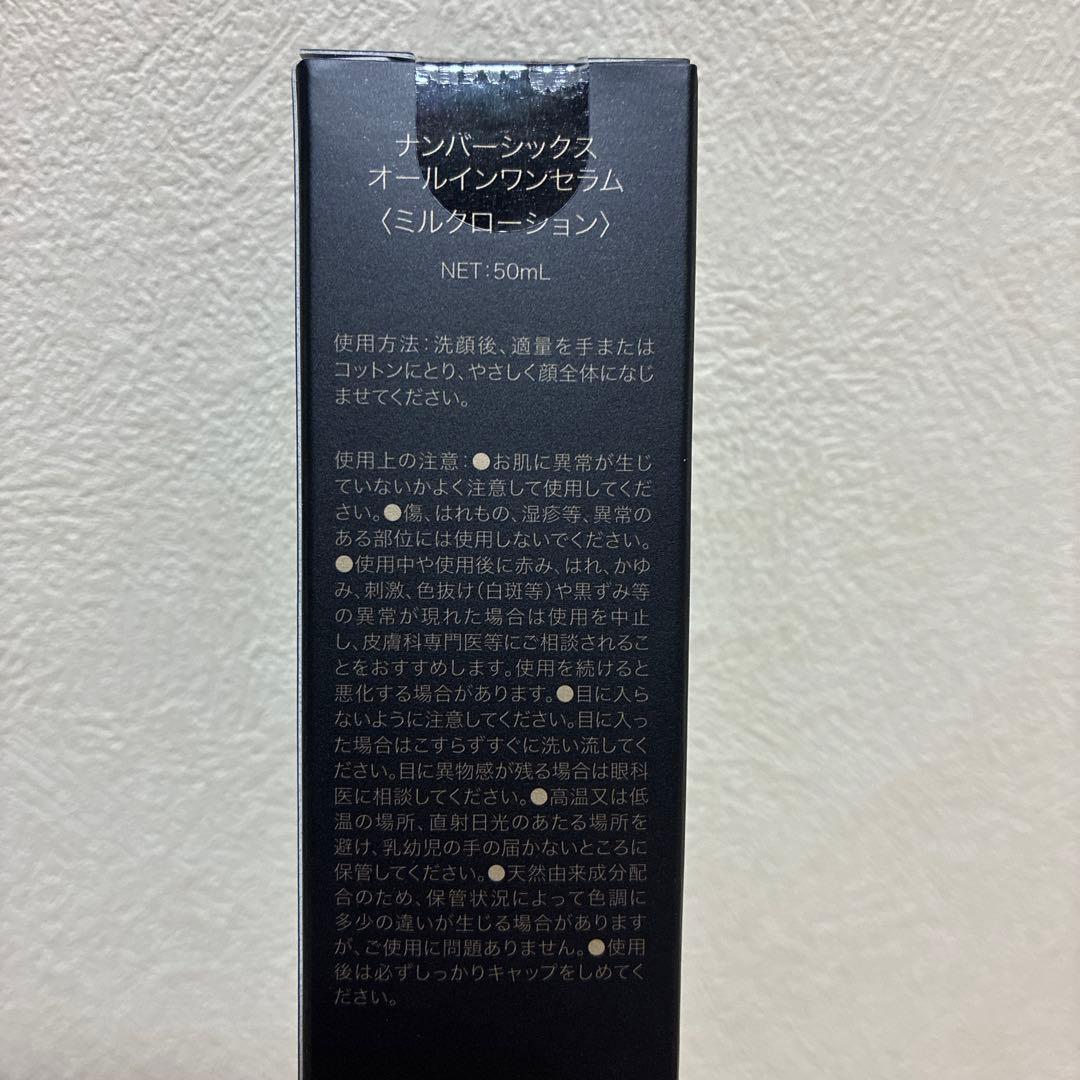 ナンバーシックス
オールインワンセラム
〈ミルクローション〉
NET:50mL
使用方法:洗顔後、適量を手または
コットンにとり、やさしく顔全体になじ
ませてください。
使用上の注意:●お肌に異常が生じ
ていないかよく注意して使用してくだ
さい。●傷、はれもの、湿疹等、異常の
ある部位には使用しないでください。
●使用中や使用後に赤み、はれ、かゆ
み、刺激、色抜け(白斑等)や黒ずみ等
の異常が現れた場合は使用を中止
し、皮膚科専門医等にご相談されるこ
とをおすすめします。使用を続けると
悪化する場合があります。●目に入ら
ないように注意してください。目に入っ
た場合はこすらずすぐに洗い流してく
ださい。目に異物感が残る場合は眼科
医に相談してください。●高温又は低
温の場所、直射日光のあたる場所を
避け、乳幼児の手の届かないところに
保管してください。●天然由来成分配
合のため、保管状況によって色調に
多少の違いが生じる場合があります
が、ご使用に問題ありません。●使用
後は必ずしっかりキャップをしめてく
ださい。